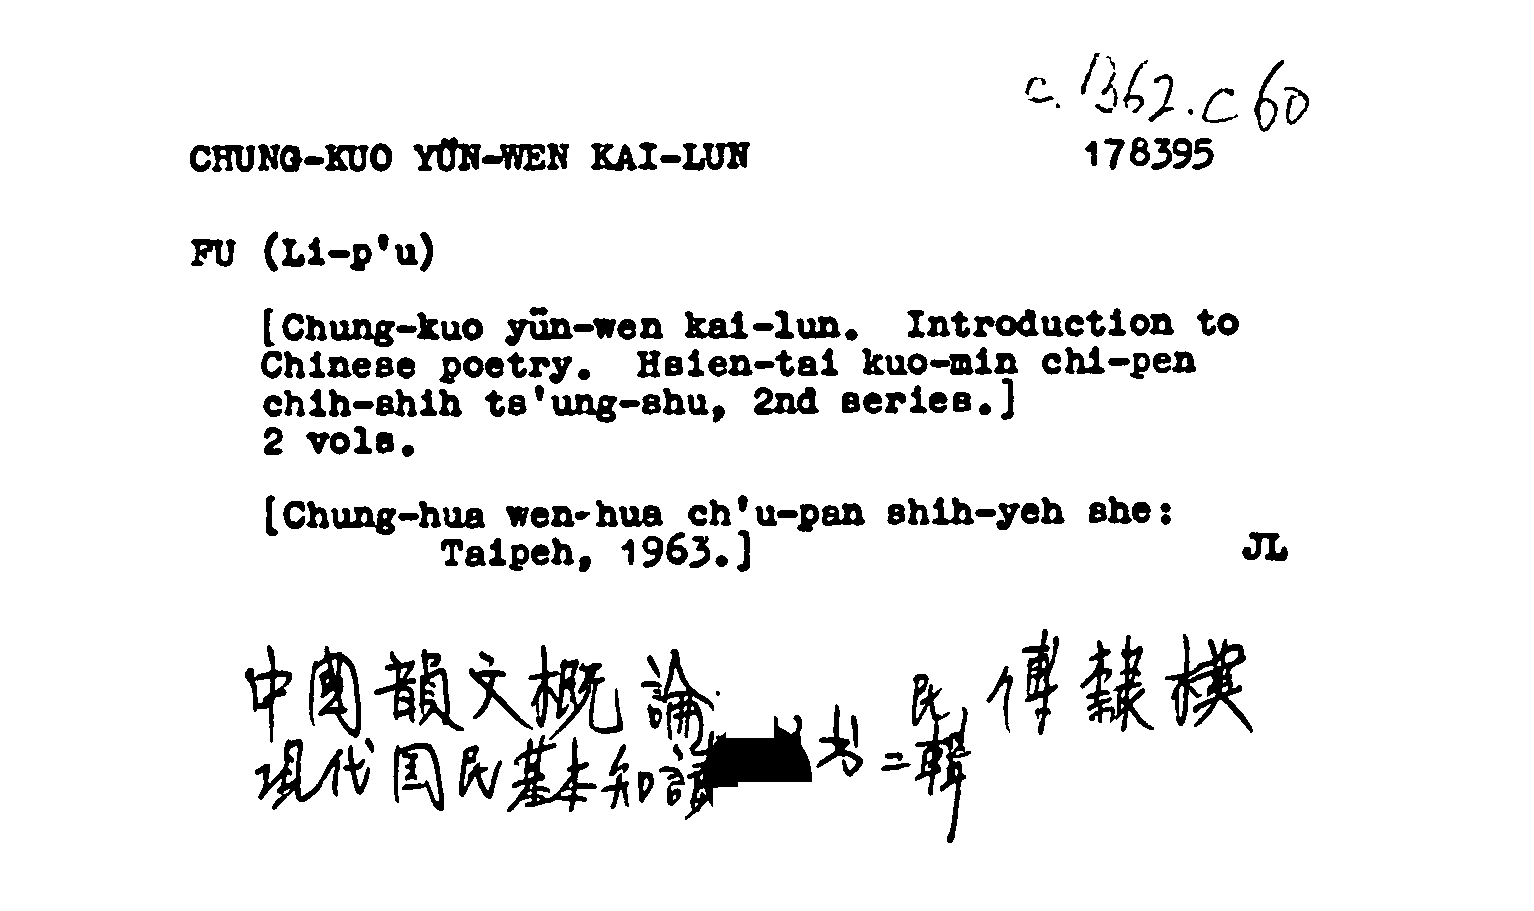 c. 1362.c 60
CHUNG-KUO YÜN-WEN KAI-LUN 178395
FU (Li-p'u)
[Chung-kuo yün-wen kai-lun. Introduction to
Chinese poetry. Hsien-tai kuo-min chi-pen
chih-shih ts'ung-shu, 2nd series.]
2 vols.
[Chung-hua wen-hua ch'u-pan shih-yeh she:
Taipeh, 1963.] JL
中國韻文概論 傅隸樸
民
現代国民基本知識 书二輯